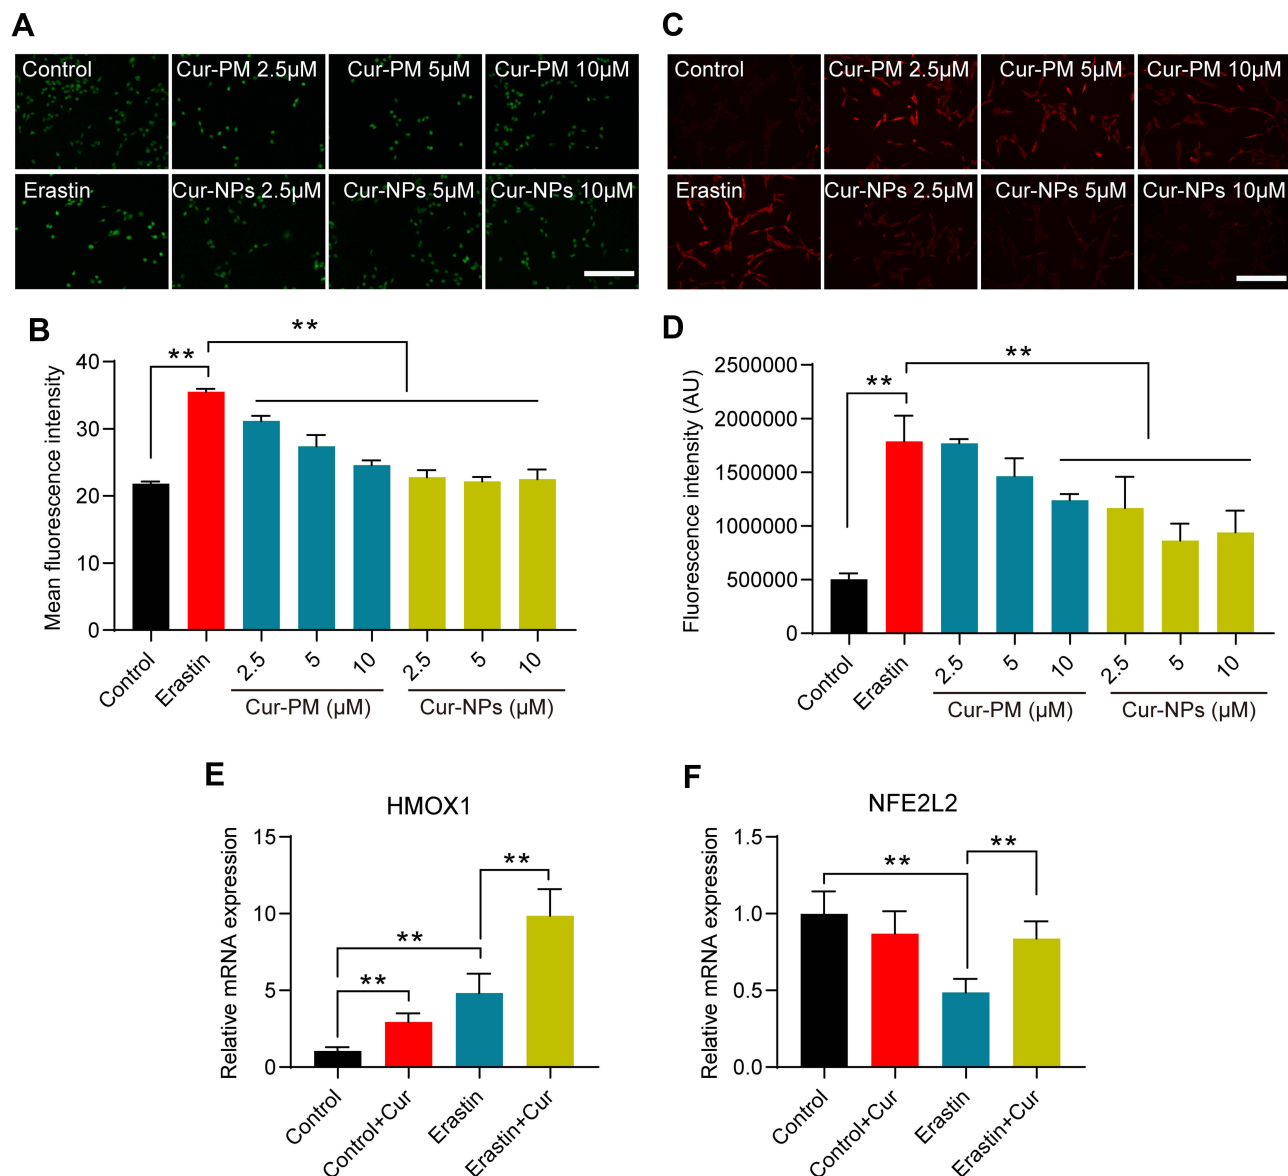 A
Control
Cur-PM 2.5μM
Cur-PM 5μM
Cur-PM 10μM
Erastin
Cur-NPs 2.5μM
Cur-NPs 5μM
Cur-NPs 10μM
C
Control
Cur-PM 2.5μM
Cur-PM 5μM
Cur-PM 10μM
Erastin
Cur-NPs 2.5μM
Cur-NPs 5μM
Cur-NPs 10μM
B
Mean fluorescence intensity
40
30
20
10
0
**
**
Control
Erastin
2.5
5
10
2.5
5
10
Cur-PM (μM)
Cur-NPs (μM)
D
Fluorescence intensity (AU)
2500000
2000000
1500000
1000000
500000
0
**
**
Control
Erastin
2.5
5
10
2.5
5
10
Cur-PM (μM)
Cur-NPs (μM)
E
HMOX1
Relative mRNA expression
15
10
5
0
**
**
**
Control
Control+Cur
Erastin
Erastin+Cur
F
NFE2L2
Relative mRNA expression
1.5
1.0
0.5
0.0
**
**
Control
Control+Cur
Erastin
Erastin+Cur